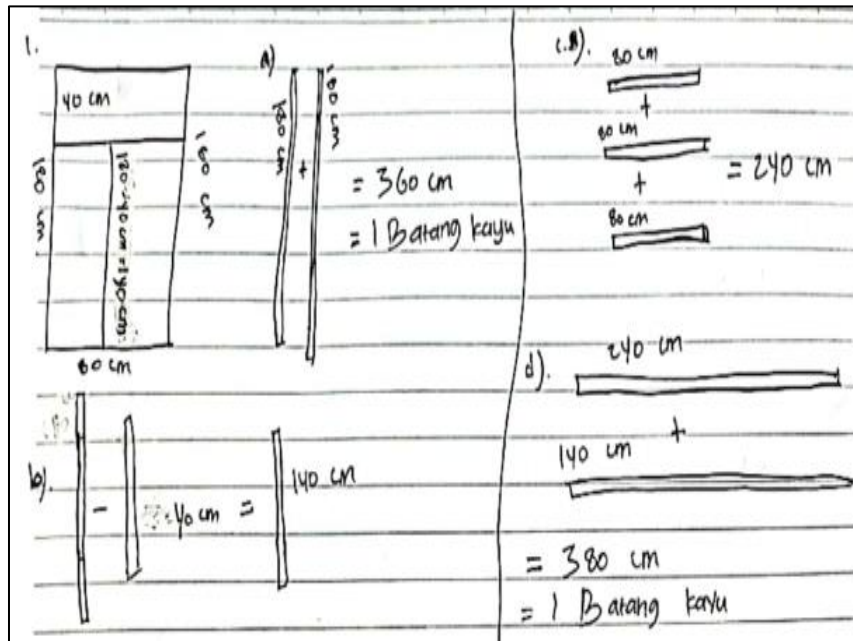 1.
40 cm
180 cm
180-40 cm = 140 cm
180 cm
80 cm
a)
180 cm
+
180 cm
= 360 cm
= 1 Batang kayu
b).
-
40 cm
=
140 cm
c.
80 cm
+
80 cm
+
80 cm
= 240 cm
d).
240 cm
+
140 cm
= 380 cm
= 1 Batang kayu